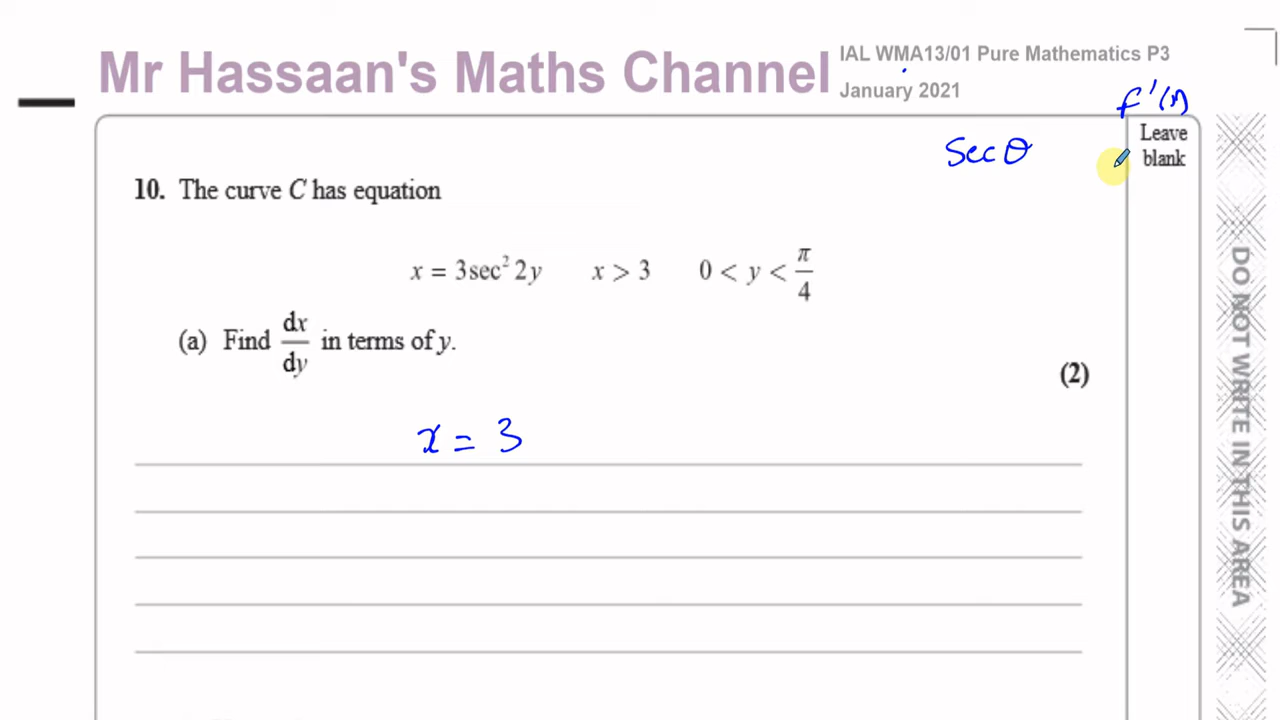 Mr Hassaan's Maths Channel
IAL WMA13/01 Pure Mathematics P3
January 2021
f'(x)
Leave
blank
sec θ
10. The curve C has equation
x = 3sec² 2y    x > 3    0 < y < π/4
(a) Find dx/dy in terms of y.
(2)
x = 3
DO NOT WRITE IN THIS AREA